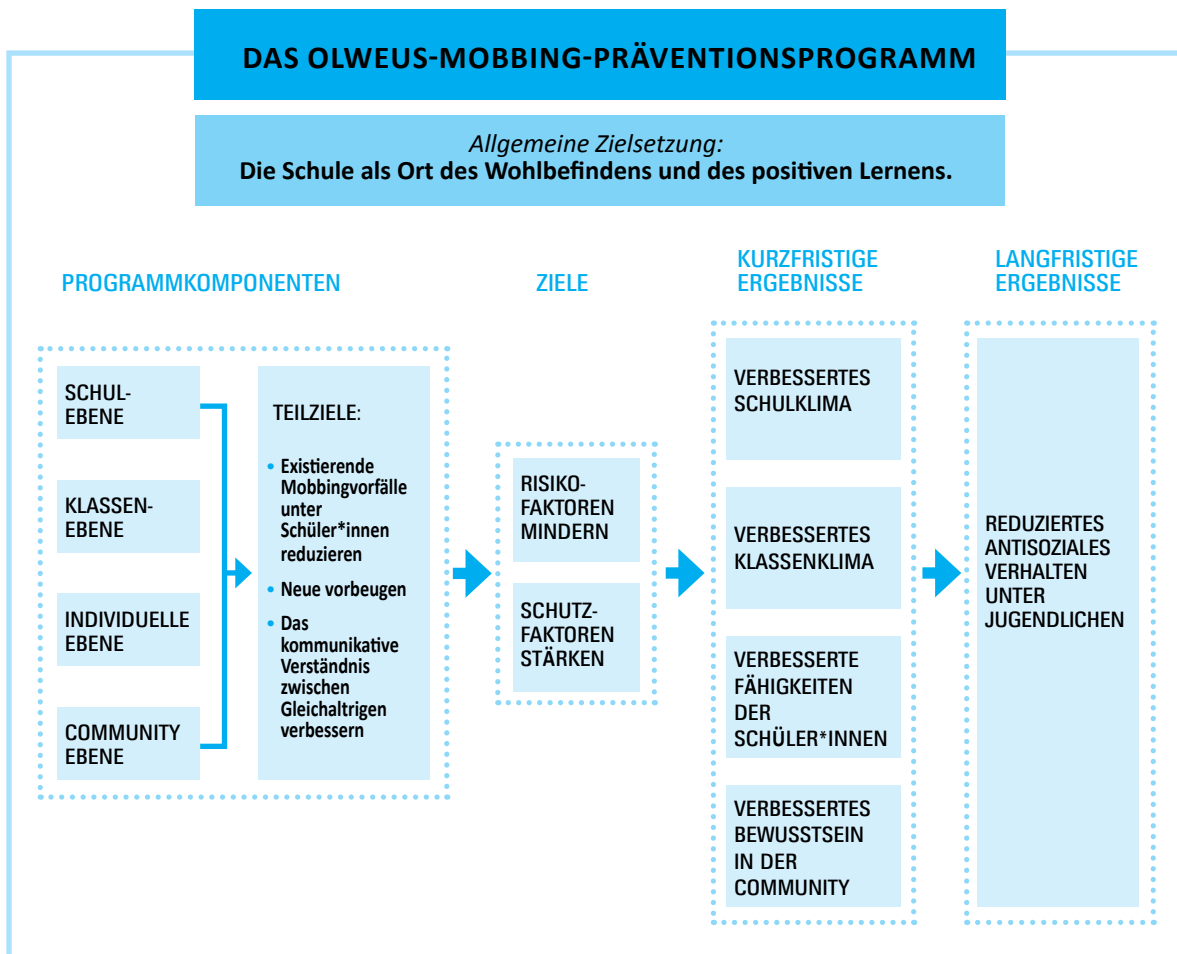 DAS OLWEUS-MOBBING-PRÄVENTIONSPROGRAMM
Allgemeine Zielsetzung:
Die Schule als Ort des Wohlbefindens und des positiven Lernens.
PROGRAMMKOMPONENTEN
ZIELE
KURZFRISTIGE
ERGEBNISSE
LANGFRISTIGE
ERGEBNISSE
SCHUL-
EBENE
KLASSEN-
EBENE
INDIVIDUELLE
EBENE
COMMUNITY
EBENE
TEILZIELE:
• Existierende
Mobbingvorfälle
unter
Schüler*innen
reduzieren
• Neue vorbeugen
• Das
kommunikative
Verständnis
zwischen
Gleichaltrigen
verbessern
RISIKO-
FAKTOREN
MINDERN
SCHUTZ-
FAKTOREN
STÄRKEN
VERBESSERTES
SCHULKLIMA
VERBESSERTES
KLASSENKLIMA
VERBESSERTE
FÄHIGKEITEN
DER
SCHÜLER*INNEN
VERBESSERTES
BEWUSSTSEIN
IN DER
COMMUNITY
REDUZIERTES
ANTISOZIALES
VERHALTEN
UNTER
JUGENDLICHEN